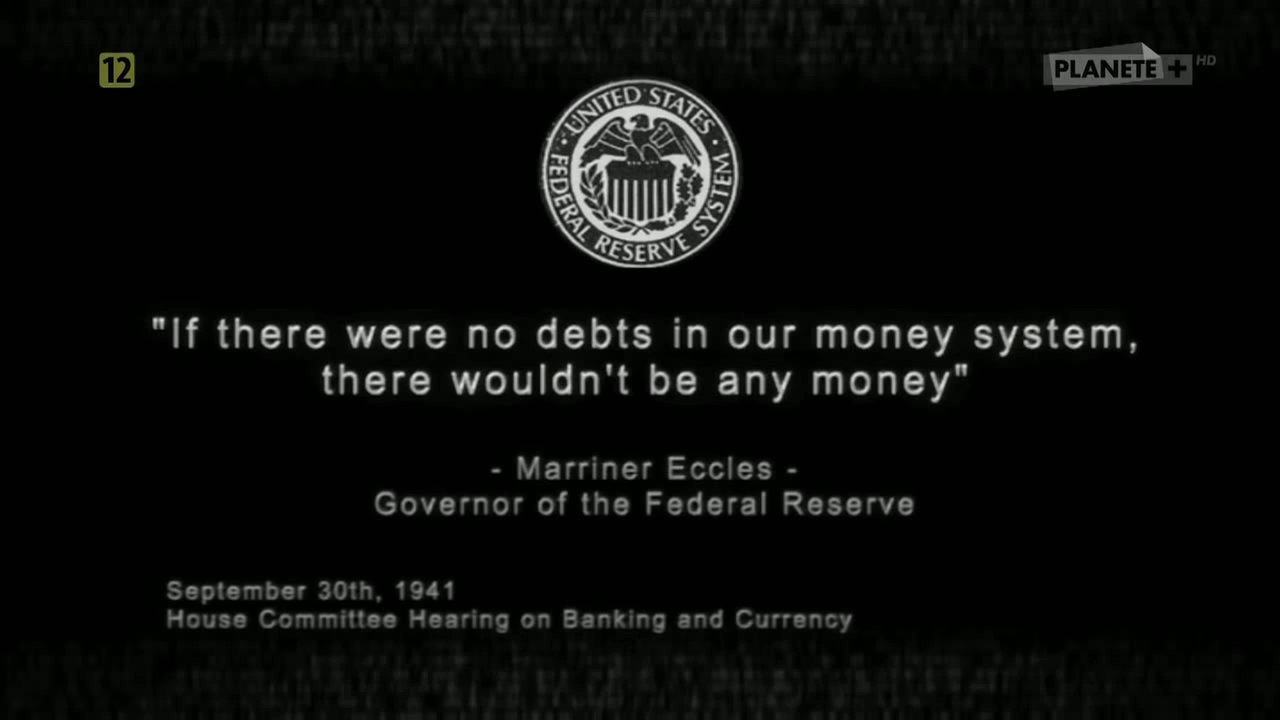 12
PLANETE + HD
UNITED STATES
FEDERAL RESERVE SYSTEM
"If there were no debts in our money system,
there wouldn't be any money"
- Marriner Eccles -
Governor of the Federal Reserve
September 30th, 1941
House Committee Hearing on Banking and Currency